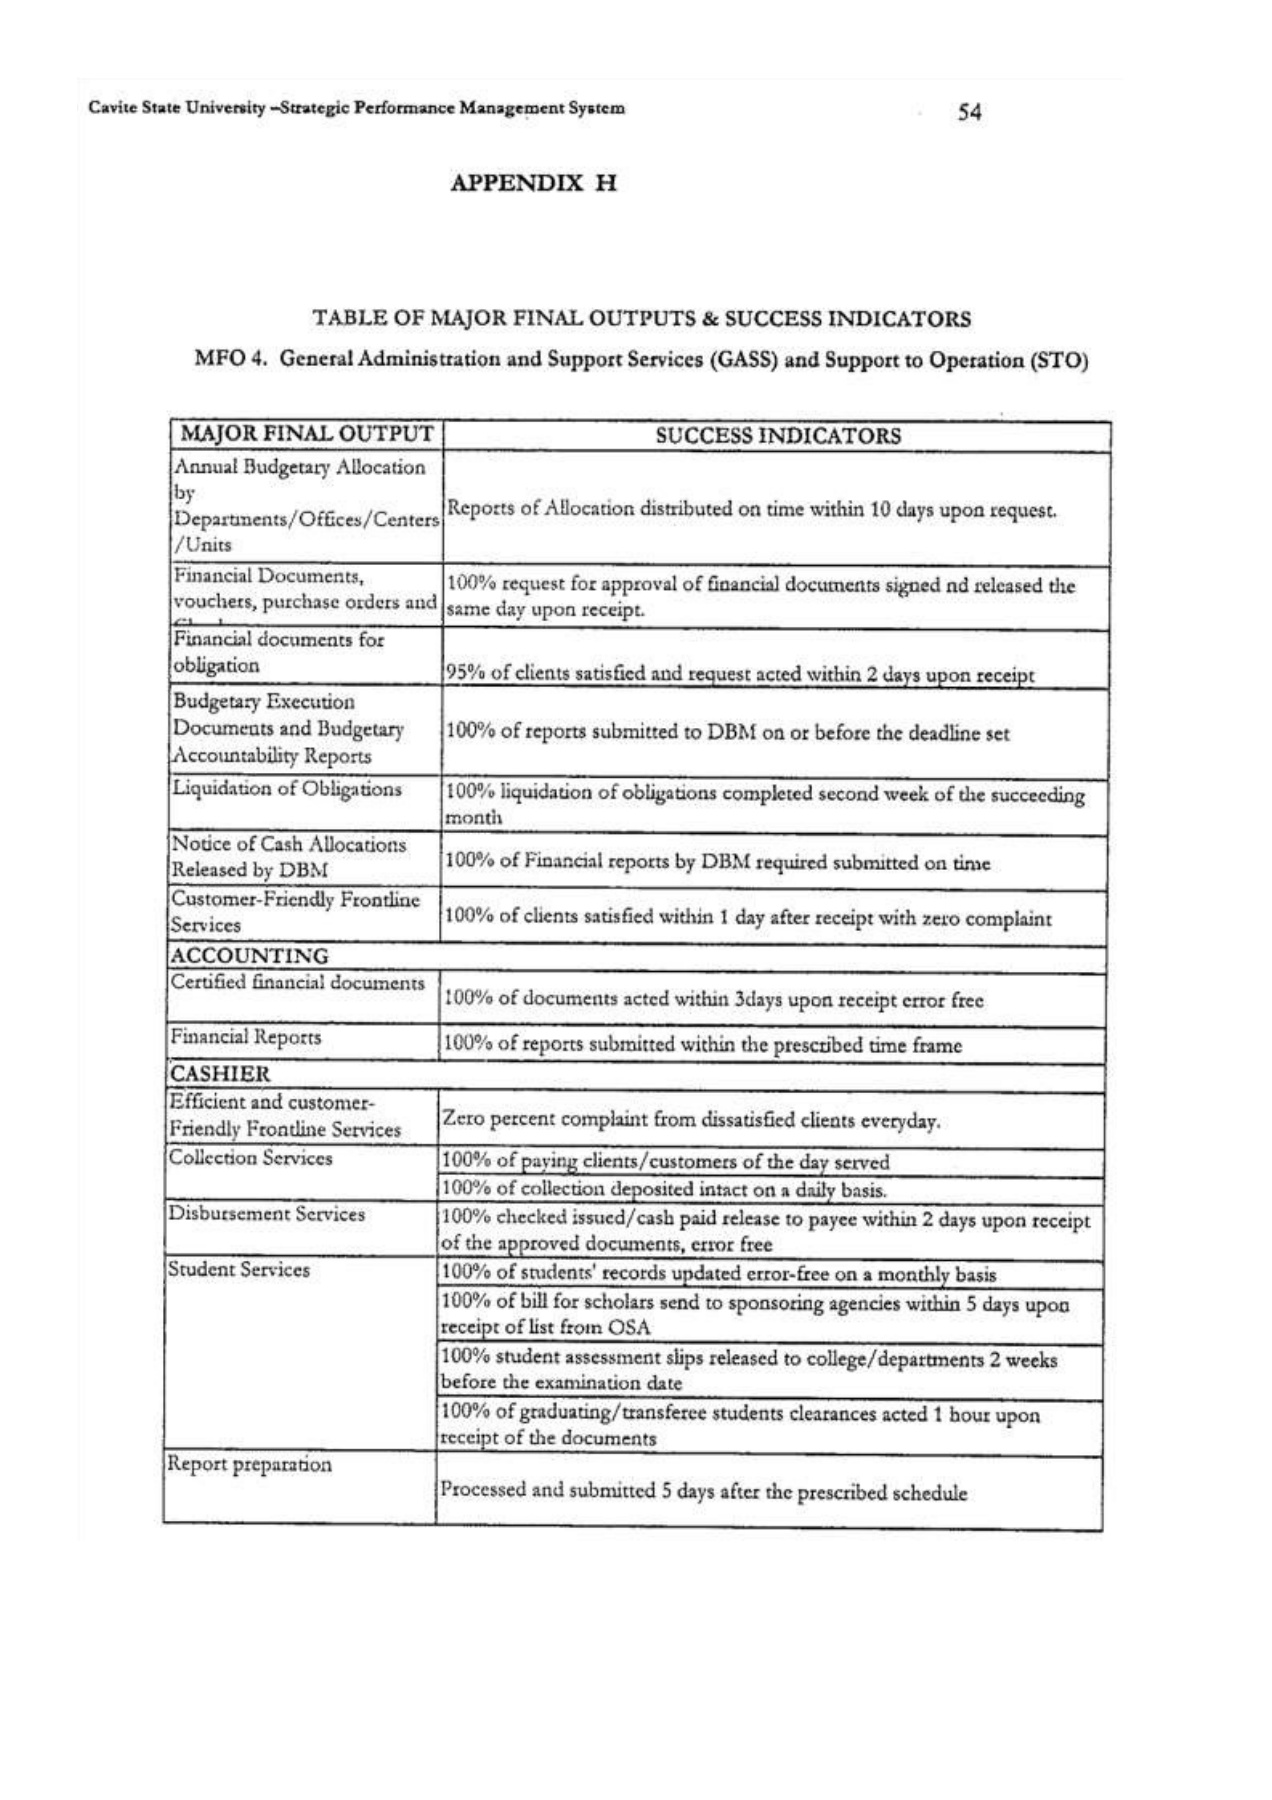 Cavite State University –Strategic Performance Management System 54
APPENDIX H
TABLE OF MAJOR FINAL OUTPUTS & SUCCESS INDICATORS
MFO 4. General Administration and Support Services (GASS) and Support to Operation (STO)
MAJOR FINAL OUTPUT SUCCESS INDICATORS
Annual Budgetary Allocation
by
Departments/Offices/Centers
/Units
Reports of Allocation distributed on time within 10 days upon request.
Financial Documents,
vouchers, purchase orders and
100% request for approval of financial documents signed nd released the
same day upon receipt.
Financial documents for
obligation
95% of clients satisfied and request acted within 2 days upon receipt
Budgetary Execution
Documents and Budgetary
Accountability Reports
100% of reports submitted to DBM on or before the deadline set
Liquidation of Obligations
100% liquidation of obligations completed second week of the succeeding
month
Notice of Cash Allocations
Released by DBM
100% of Financial reports by DBM required submitted on time
Customer-Friendly Frontline
Services
100% of clients satisfied within 1 day after receipt with zero complaint
ACCOUNTING
Certified financial documents
100% of documents acted within 3days upon receipt error free
Financial Reports
100% of reports submitted within the prescribed time frame
CASHIER
Efficient and customer-
Friendly Frontline Services
Zero percent complaint from dissatisfied clients everyday.
Collection Services
100% of paying clients/customers of the day served
100% of collection deposited intact on a daily basis.
Disbursement Services
100% checked issued/cash paid release to payee within 2 days upon receipt
of the approved documents, error free
Student Services
100% of students' records updated error-free on a monthly basis
100% of bill for scholars send to sponsoring agencies within 5 days upon
receipt of list from OSA
100% student assessment slips released to college/departments 2 weeks
before the examination date
100% of graduating/transferee students clearances acted 1 hour upon
receipt of the documents
Report preparation
Processed and submitted 5 days after the prescribed schedule